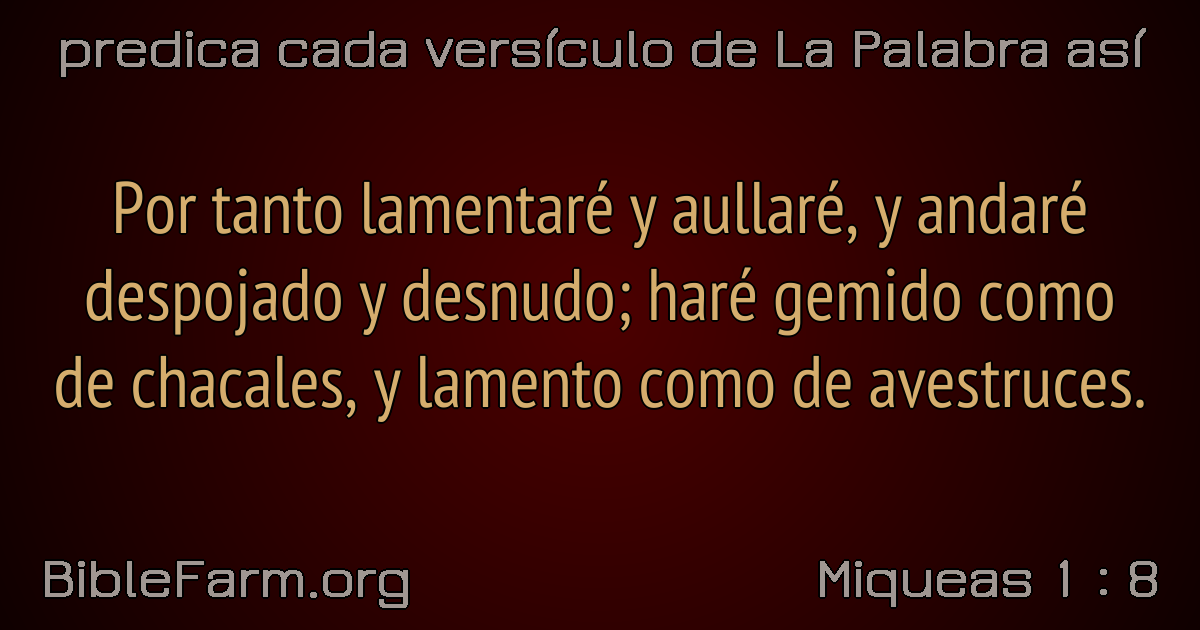 predica cada versículo de La Palabra así
Por tanto lamentaré y aullaré, y andaré
despojado y desnudo; haré gemido como
de chacales, y lamento como de avestruces.
BibleFarm.org
Miqueas 1 : 8